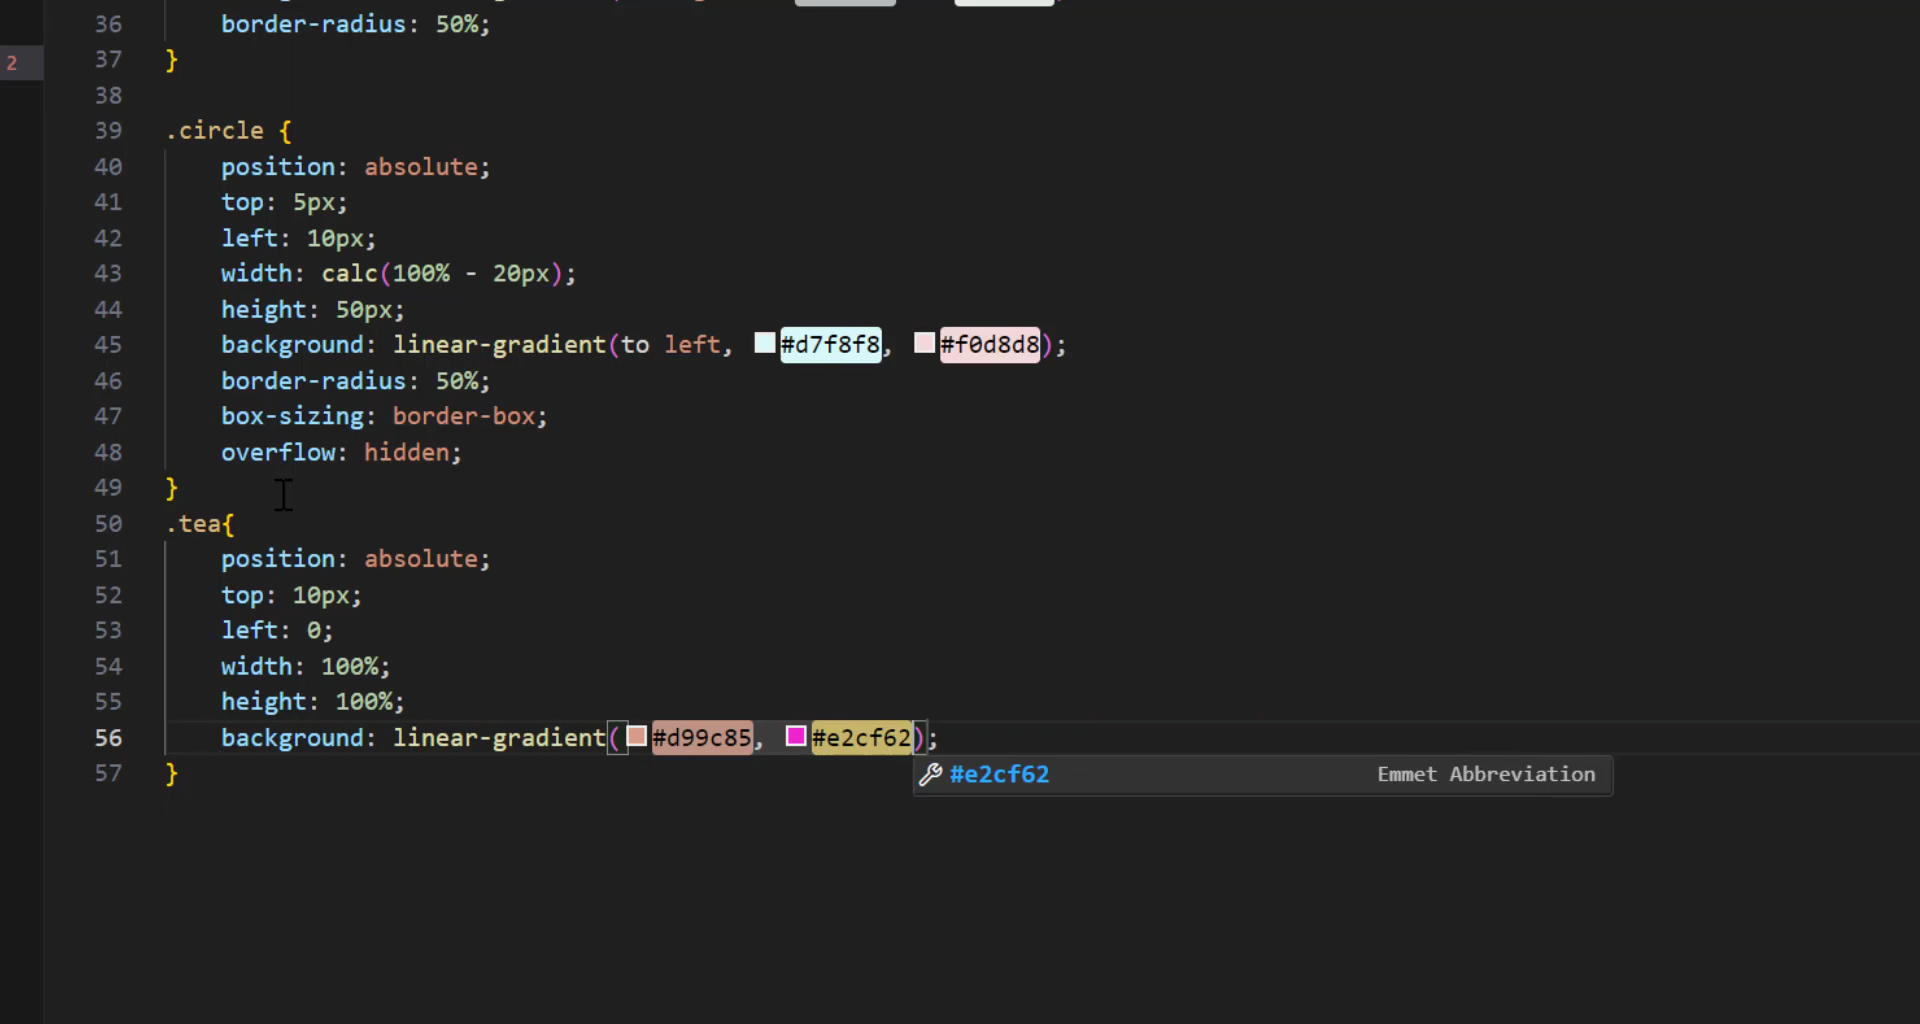 36 border-radius: 50%;
2
37 }
38
39 .circle {
40 position: absolute;
41 top: 5px;
42 left: 10px;
43 width: calc(100% - 20px);
44 height: 50px;
45 background: linear-gradient(to left, #d7f8f8, #f0d8d8);
46 border-radius: 50%;
47 box-sizing: border-box;
48 overflow: hidden;
49 }
50 .tea{
51 position: absolute;
52 top: 10px;
53 left: 0;
54 width: 100%;
55 height: 100%;
56 background: linear-gradient(#d99c85, #e2cf62);
#e2cf62 Emmet Abbreviation
57 }